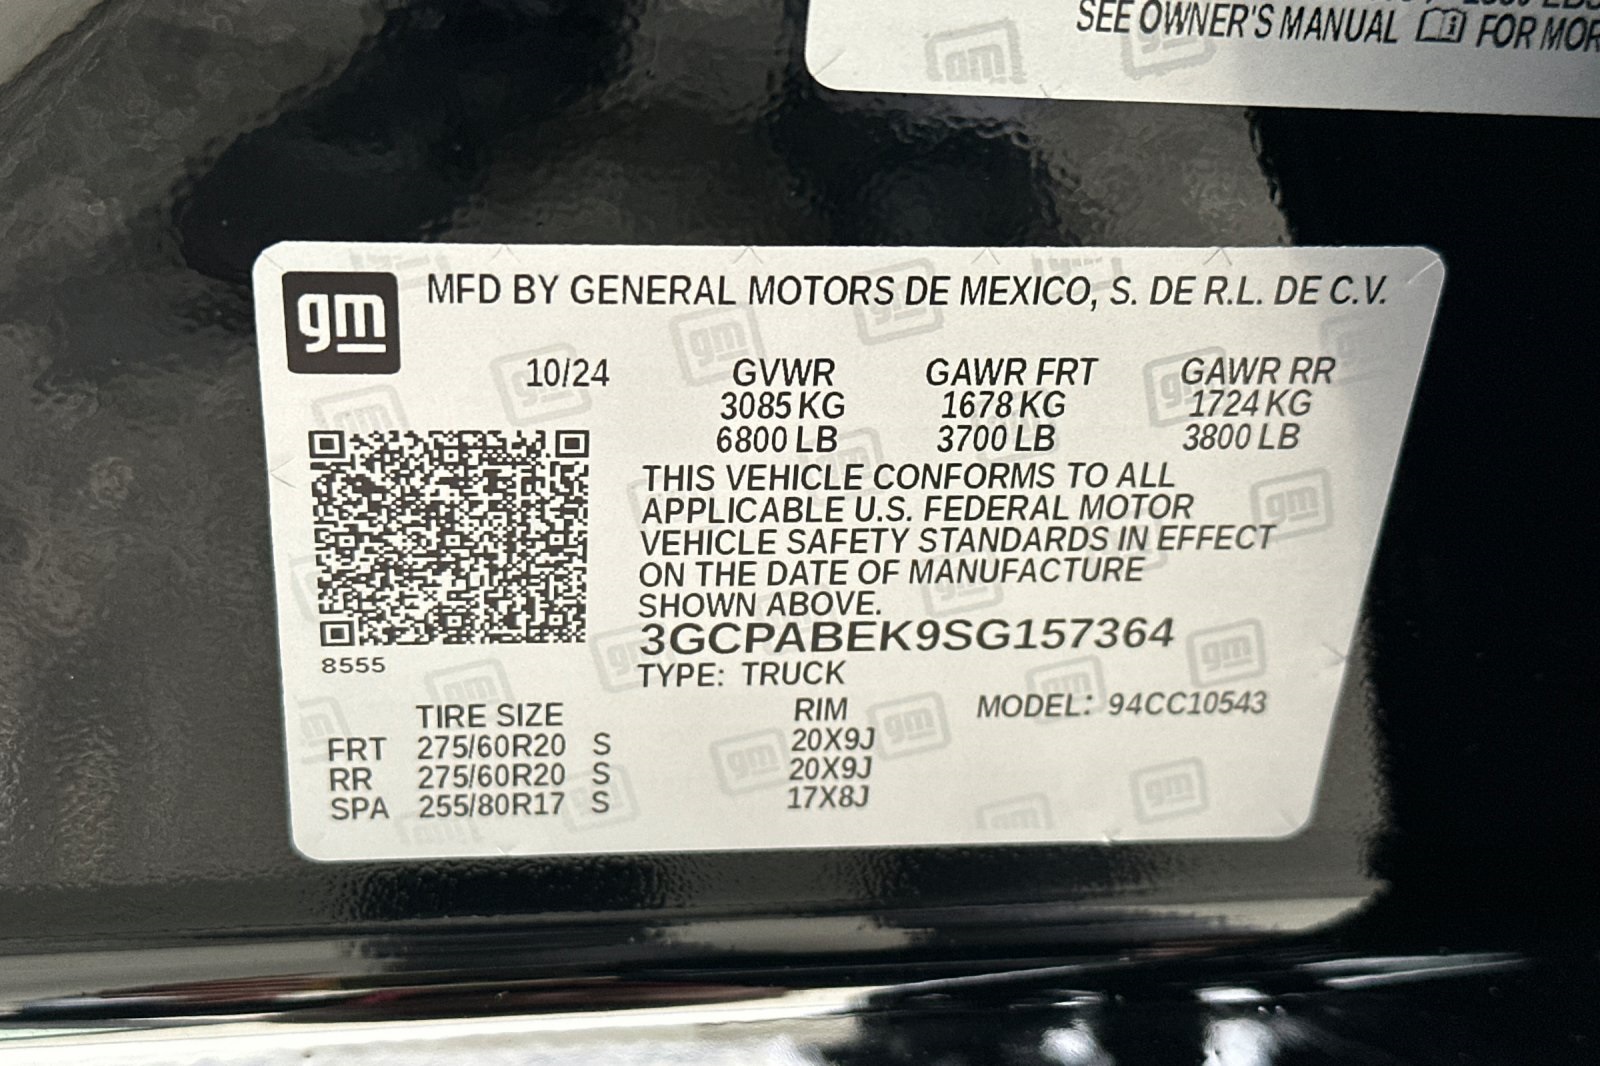 SEE OWNER'S MANUAL FOR MOR
gm
MFD BY GENERAL MOTORS DE MEXICO, S. DE R.L. DE C.V.
10/24 GVWR GAWR FRT GAWR RR
3085 KG 1678 KG 1724 KG
6800 LB 3700 LB 3800 LB
THIS VEHICLE CONFORMS TO ALL
APPLICABLE U.S. FEDERAL MOTOR
VEHICLE SAFETY STANDARDS IN EFFECT
ON THE DATE OF MANUFACTURE
SHOWN ABOVE.
3GCPABEK9SG157364
8555
TYPE: TRUCK
TIRE SIZE RIM MODEL: 94CC10543
FRT 275/60R20 S 20X9J
RR 275/60R20 S 20X9J
SPA 255/80R17 S 17X8J